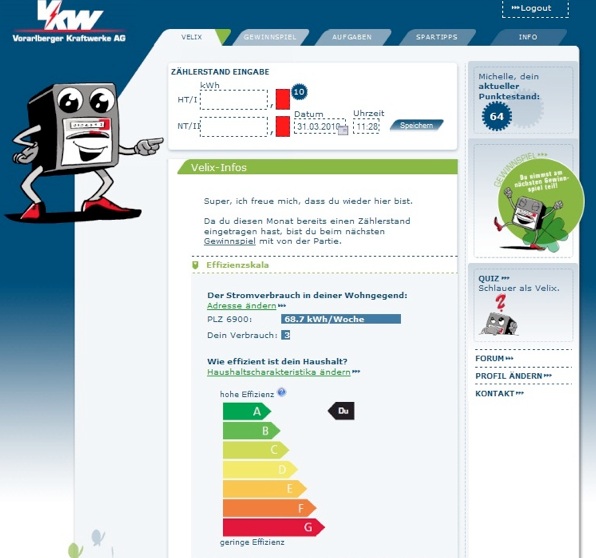 VKW
Vorarlberger Kraftwerke AG
Logout
VELIX
GEWINNSPIEL
AUFGABEN
SPARTIPPS
INFO
ZÄHLERSTAND EINGABE
kWh
HT/I
,
10
NT/II
,
Datum
Uhrzeit
31.03.2010
11:28
Speichern
Michelle, dein
aktueller
Punktestand:
64
Velix-Infos
Super, ich freue mich, dass du wieder hier bist.
Da du diesen Monat bereits einen Zählerstand
eingetragen hast, bist du beim nächsten
Gewinnspiel mit von der Partie.
GEWINNSPIEL
Du nimmst am
nächsten Gewinn-
spiel teil!
Effizienzskala
Der Stromverbrauch in deiner Wohngegend:
Adresse ändern
PLZ 6900: 68.7 kWh/Woche
Dein Verbrauch: 3
Wie effizient ist dein Haushalt?
Haushaltscharakteristika ändern
hohe Effizienz
A
Du
B
C
D
E
F
G
geringe Effizienz
QUIZ
Schlauer als Velix.
?
FORUM
PROFIL ÄNDERN
KONTAKT